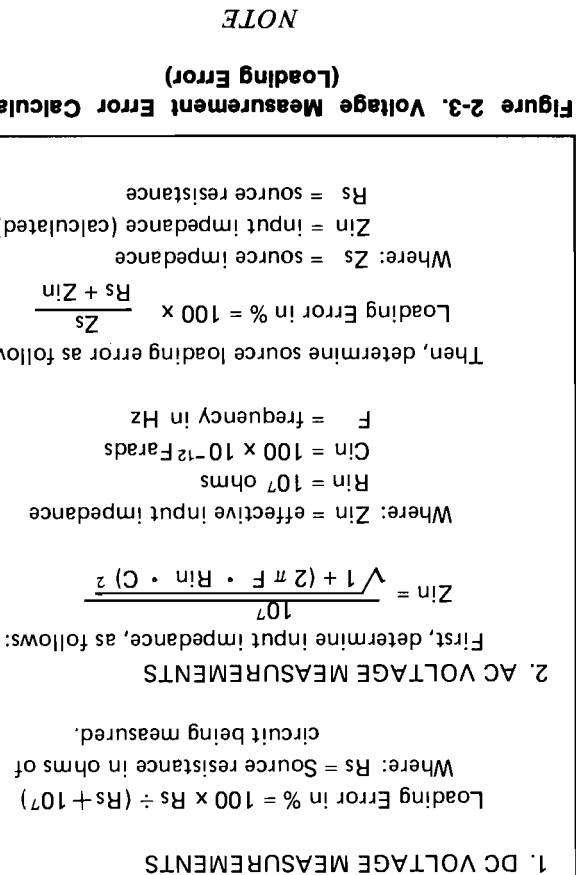 1. DC VOLTAGE MEASUREMENTS
Loading Error in % = 100 x Rs ÷ (Rs + 10⁷)
Where: Rs = Source resistance in ohms of
circuit being measured.
2. AC VOLTAGE MEASUREMENTS
First, determine input impedance, as follows:
Zin = 10⁷ / √1 + (2 π F • Rin • C) ²
Where: Zin = effective input impedance
Rin = 10⁷ ohms
Cin = 100 x 10⁻¹² Farads
F = frequency in Hz
Then, determine source loading error as follow
Loading Error in % = 100 x Zs / Rs + Zin
Where: Zs = source impedance
Zin = input impedance (calculated)
Rs = source resistance
Figure 2-3. Voltage Measurement Error Calcula
(Loading Error)
NOTE